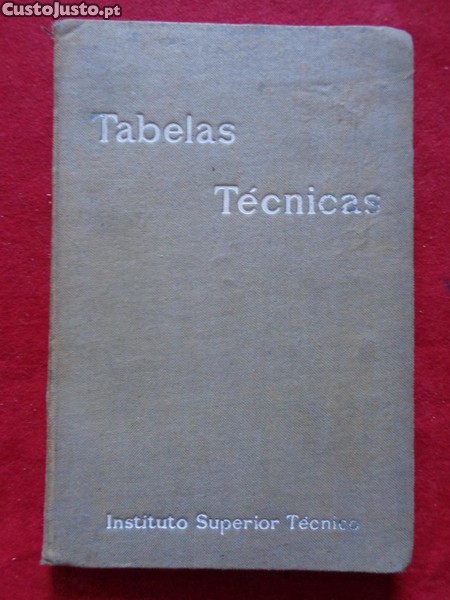 CustoJusto.pt
Tabelas
Técnicas
Instituto Superior Técnico